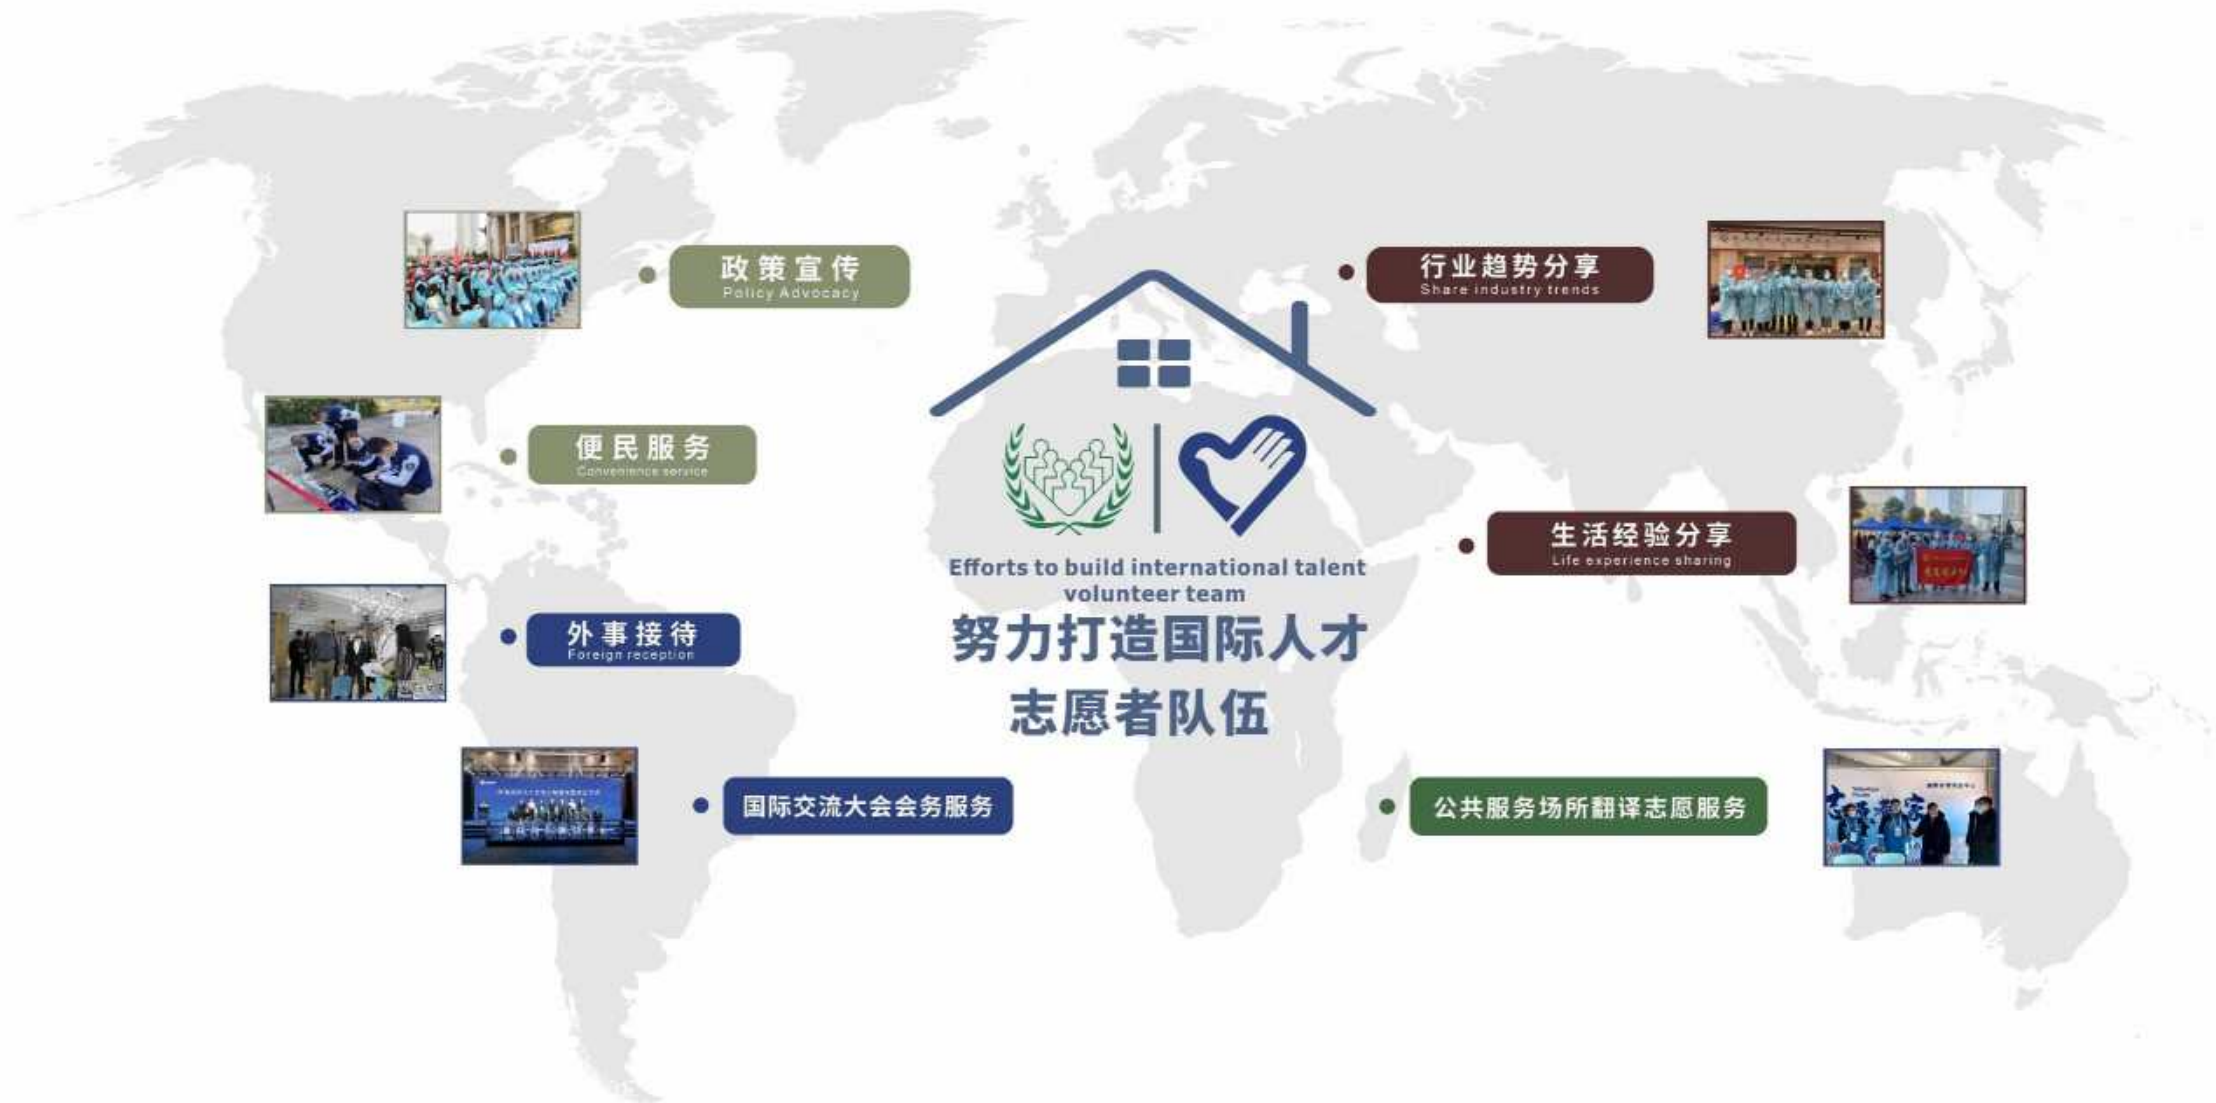 政策宣传
Policy Advocacy
行业趋势分享
Share industry trends
便民服务
Convenience service
生活经验分享
Life experience sharing
Efforts to build international talent
volunteer team
努力打造国际人才
志愿者队伍
外事接待
Foreign reception
国际交流大会会务服务
公共服务场所翻译志愿服务